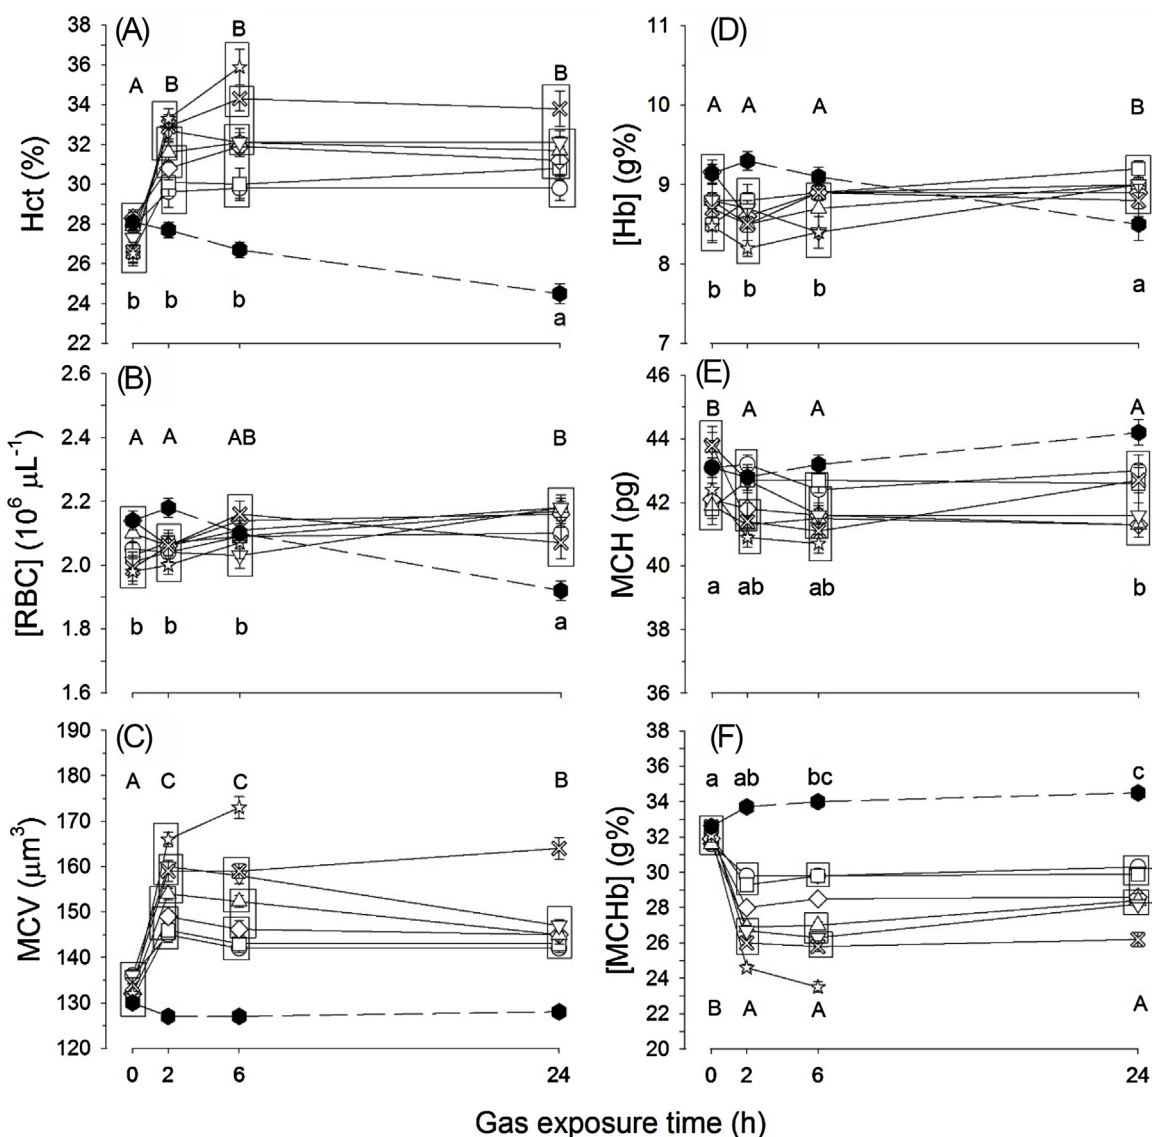 (A)
38
36
34
32
30
28
26
24
22
Hct (%)
A B B B
b b b a
(D)
11
10
9
8
7
[Hb] (g%)
A A A B
b b b a
(B)
2.6
2.4
2.2
2.0
1.8
1.6
[RBC] (10⁶ µL⁻¹)
A A AB B
b b b a
(E)
46
44
42
40
38
36
MCH (pg)
B A A A
a ab ab b
(C)
190
180
170
160
150
140
130
120
MCV (µm³)
A C C B
0 2 6 24
(F)
38
36
34
32
30
28
26
24
22
20
[MCHb] (g%)
a ab bc c
B A A A
0 2 6 24
Gas exposure time (h)